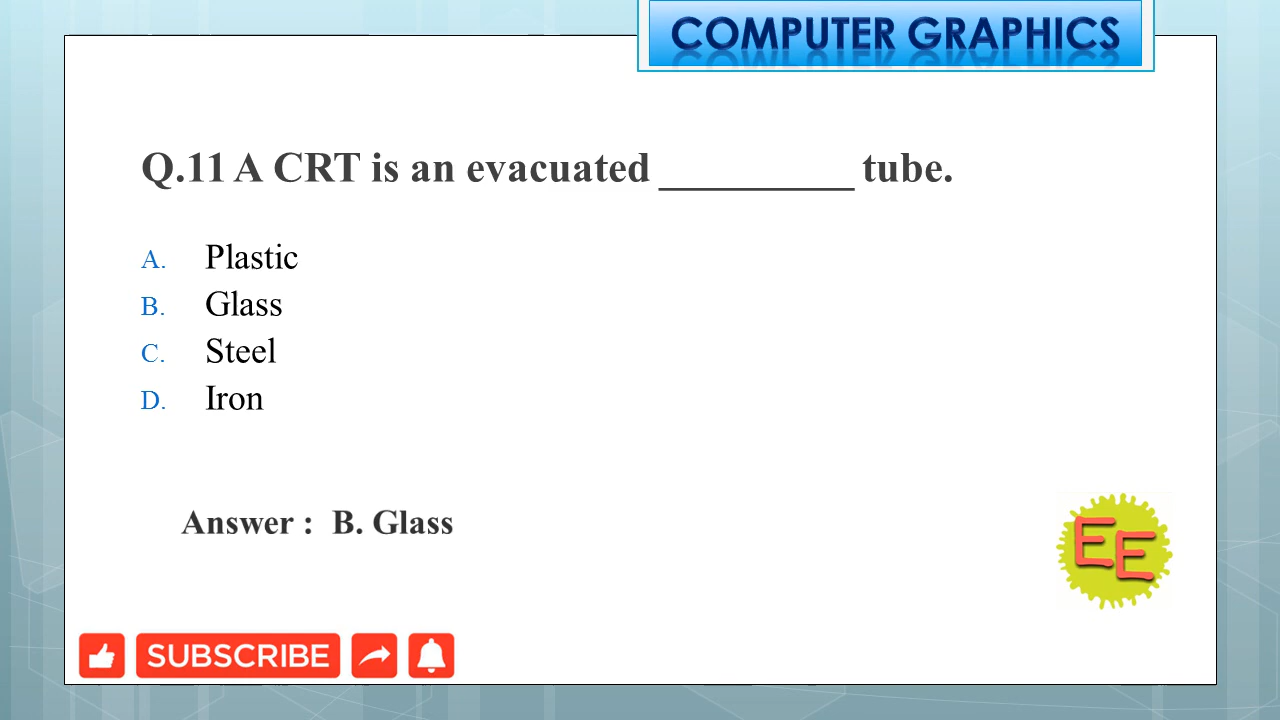 COMPUTER GRAPHICS
Q.11 A CRT is an evacuated _________ tube.
A. Plastic
B. Glass
C. Steel
D. Iron
Answer : B. Glass
EE
SUBSCRIBE